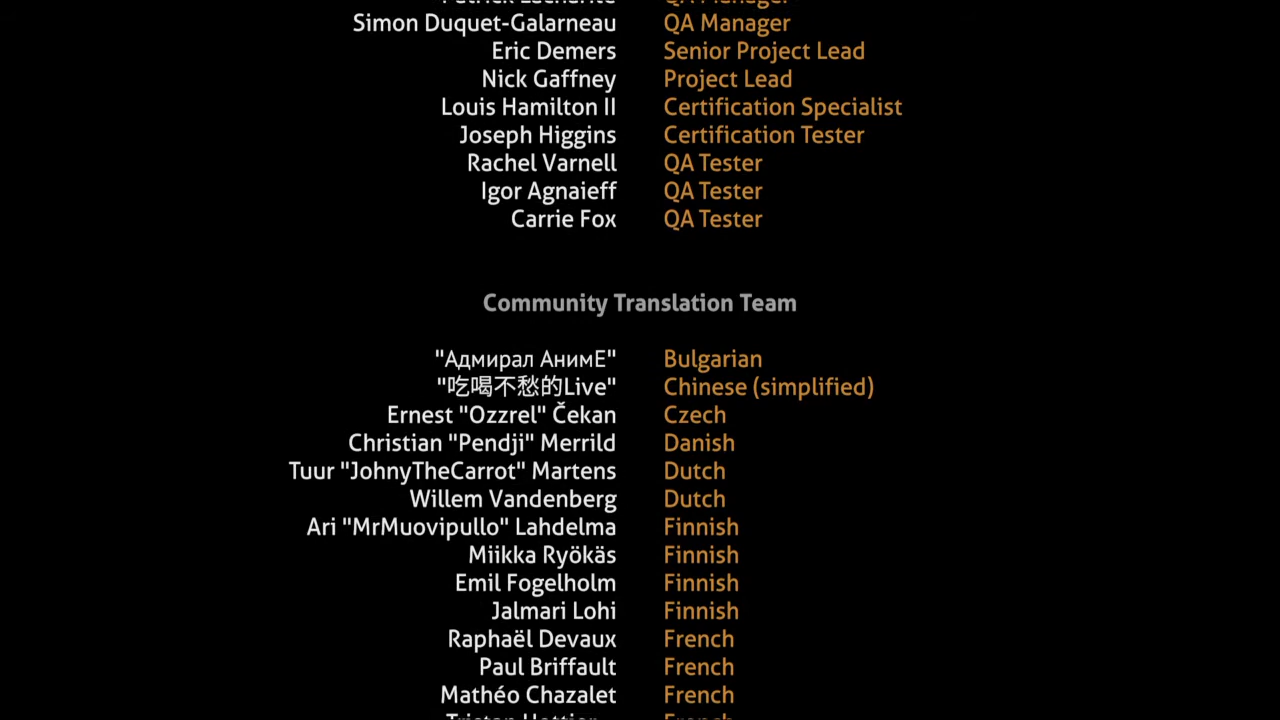 Simon Duquet-Galarneau QA Manager
Eric Demers Senior Project Lead
Nick Gaffney Project Lead
Louis Hamilton II Certification Specialist
Joseph Higgins Certification Tester
Rachel Varnell QA Tester
Igor Agnaieff QA Tester
Carrie Fox QA Tester
Community Translation Team
"Адмирал АнимЕ" Bulgarian
"吃喝不愁的Live" Chinese (simplified)
Ernest "Ozzrel" Čekan Czech
Christian "Pendji" Merrild Danish
Tuur "JohnyTheCarrot" Martens Dutch
Willem Vandenberg Dutch
Ari "MrMuovipullo" Lahdelma Finnish
Miikka Ryökäs Finnish
Emil Fogelholm Finnish
Jalmari Lohi Finnish
Raphaël Devaux French
Paul Briffault French
Mathéo Chazalet French